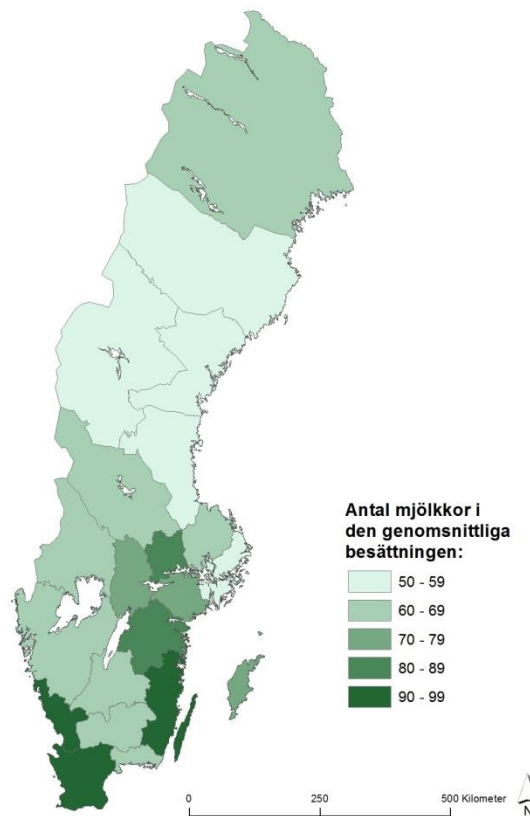 Antal mjölkkor i
den genomsnittliga
besättningen:
50 - 59
60 - 69
70 - 79
80 - 89
90 - 99
0 250 500 Kilometer
N